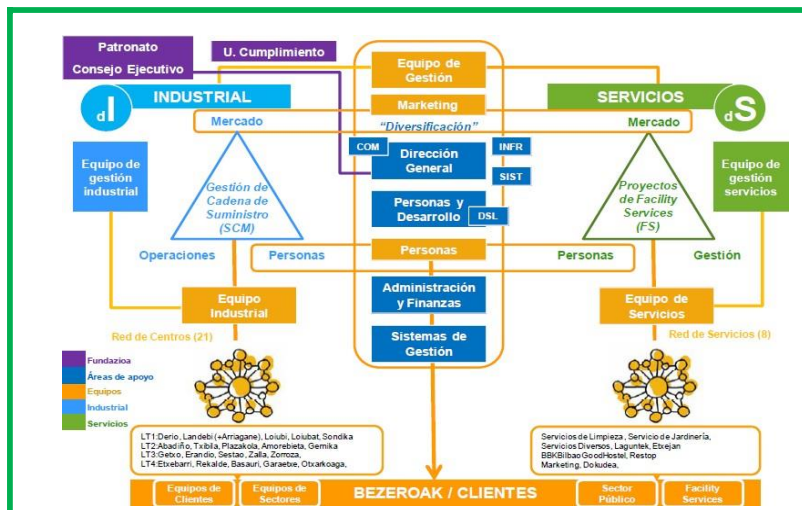 Patronato
Consejo Ejecutivo
U. Cumplimiento
Equipo de
Gestión
dI
INDUSTRIAL
Marketing
SERVICIOS
dS
Mercado
"Diversificación"
Mercado
COM
Dirección
General
INFR
SIST
Equipo de
gestión
industrial
Gestión de
Cadena de
Suministro
(SCM)
Personas y
Desarrollo
DSL
Proyectos
de Facility
Services
(FS)
Equipo de
gestión
servicios
Operaciones
Personas
Personas
Personas
Gestión
Equipo
Industrial
Administración
y Finanzas
Equipo de
Servicios
Red de Centros (21)
Sistemas de
Gestión
Red de Servicios (8)
Fundazioa
Áreas de apoyo
Equipos
Industrial
Servicios
LT1:Derio, Landebi (+Arriagane), Loiubi, Loiubat, Sondika
LT2:Abadiño, Txibila, Plazakola, Amorebieta, Gernika
LT3:Getxo, Erandio, Sestao, Zalla, Zorroza,
LT4:Etxebarri, Rekalde, Basauri, Garaetxe, Otxarkoaga,
Servicios de Limpieza, Servicio de Jardinería,
Servicios Diversos, Laguntek, Etxejan
BBKBilbaoGoodHostel, Restop
Marketing, Dokudea,
Equipos de
Clientes
Equipos de
Sectores
BEZEROAK / CLIENTES
Sector
Público
Facility
Services